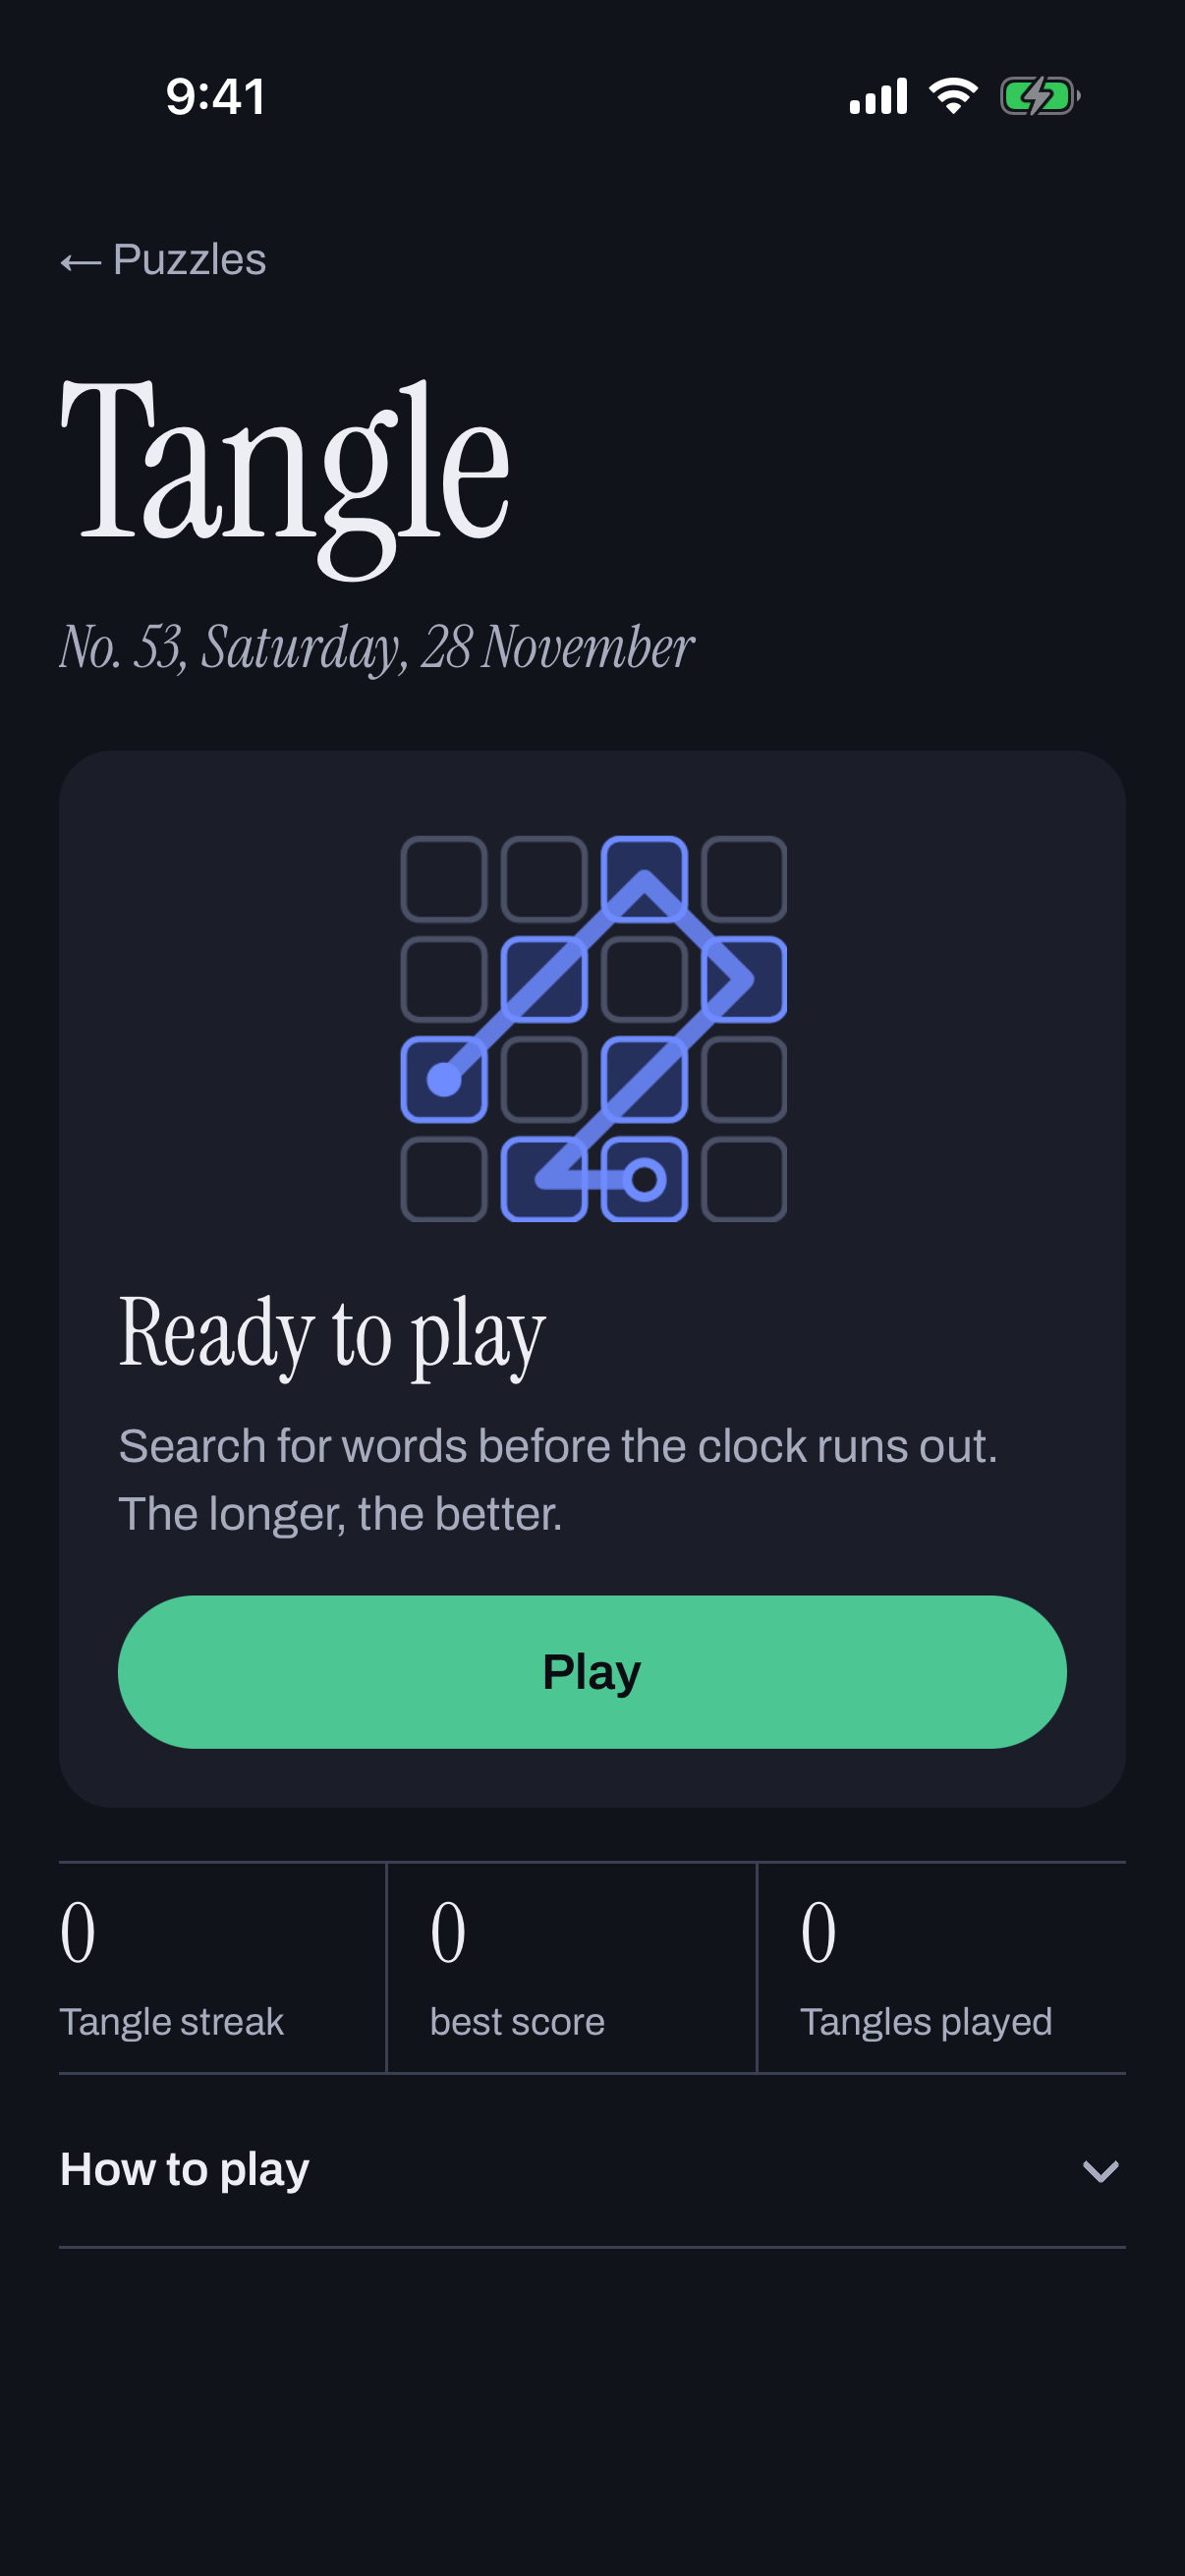 9:41
← Puzzles
Tangle
No. 53, Saturday, 28 November
Ready to play
Search for words before the clock runs out.
The longer, the better.
Play
0
Tangle streak
0
best score
0
Tangles played
How to play